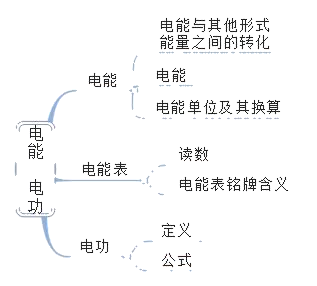 电能与其他形式
能量之间的转化
电能
电能
电能单位及其换算
电
能
电
功
电能表
读数
电能表铭牌含义
电功
定义
公式